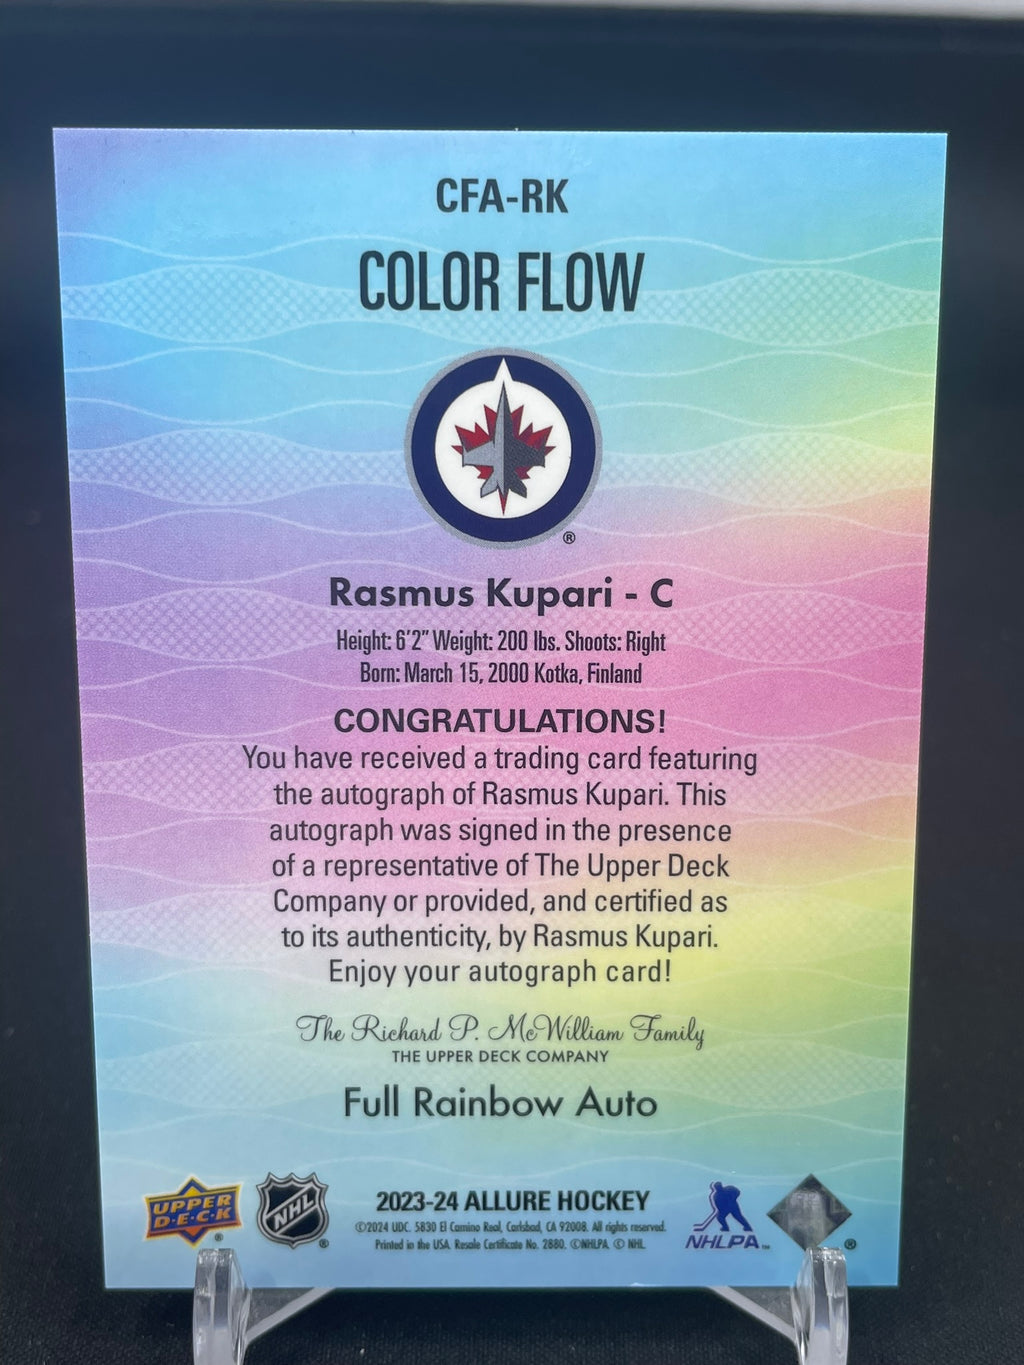 CFA-RK
COLOR FLOW
®
Rasmus Kupari - C
Height: 6'2" Weight: 200 lbs. Shoots: Right
Born: March 15, 2000 Kotka, Finland
CONGRATULATIONS!
You have received a trading card featuring
the autograph of Rasmus Kupari. This
autograph was signed in the presence
of a representative of The Upper Deck
Company or provided, and certified as
to its authenticity, by Rasmus Kupari.
Enjoy your autograph card!
The Richard P. McWilliam Family
THE UPPER DECK COMPANY
Full Rainbow Auto
UPPER
D·E·C·K
®
NHL
®
2023-24 ALLURE HOCKEY
©2024 UDC. 5830 El Camino Real, Carlsbad, CA 92008. All rights reserved.
Printed in the USA. Resale Certificate No. 2880. ©NHLPA. © NHL.
NHLPA™
®